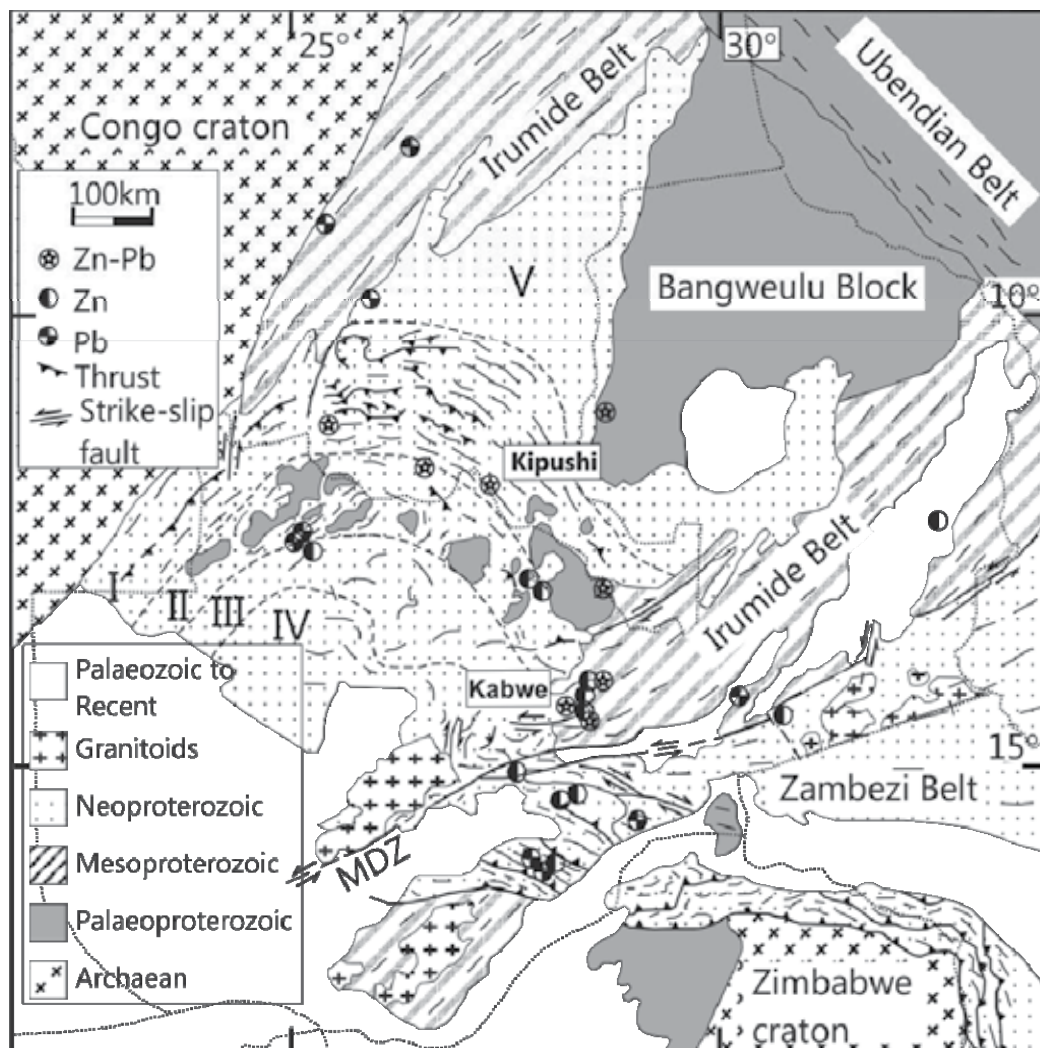 25°
30°
Congo craton
Irumide Belt
Ubendian Belt
100km
Zn-Pb
Zn
Pb
Thrust
Strike-slip
fault
V
Bangweulu Block
10°
Kipushi
I
II
III
IV
Irumide Belt
Kabwe
Palaeozoic to
Recent
Granitoids
Neoproterozoic
Mesoproterozoic
Palaeoproterozoic
Archaean
15°
Zambezi Belt
MDZ
Zimbabwe
craton